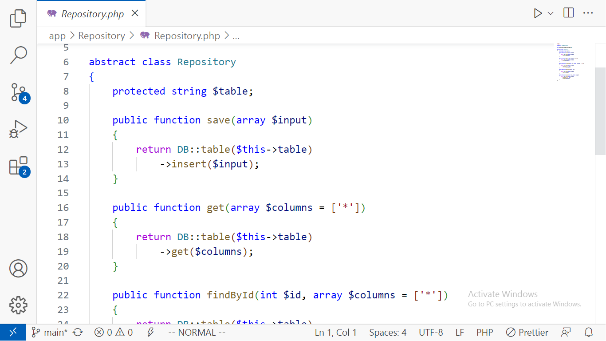 Repository.php
app > Repository > Repository.php > ...
5
6 abstract class Repository
7 {
8 protected string $table;
9
10 public function save(array $input)
11 {
12 return DB::table($this->table)
13 ->insert($input);
14 }
15
16 public function get(array $columns = ['*'])
17 {
18 return DB::table($this->table)
19 ->get($columns);
20 }
21
22 public function findById(int $id, array $columns = ['*'])
23 {
24 return DB::table($this->table)
4
2
Activate Windows
Go to PC settings to activate Windows.
main* 0 0 -- NORMAL -- Ln 1, Col 1 Spaces: 4 UTF-8 LF PHP Prettier